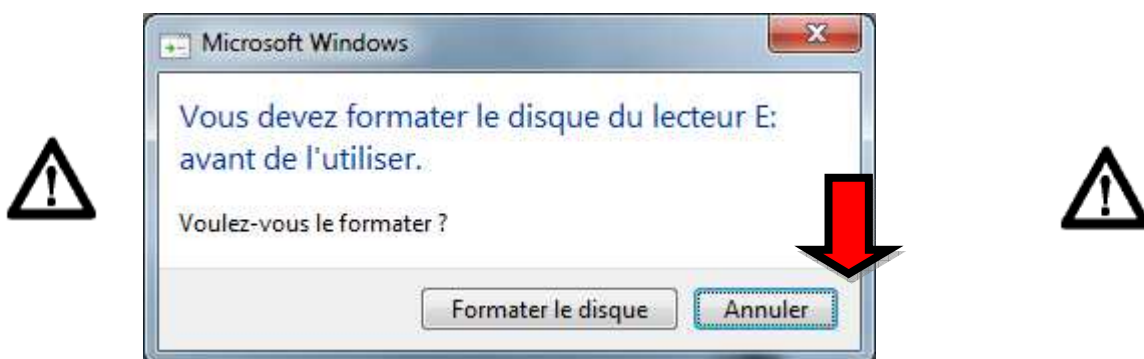 Microsoft Windows
Vous devez formater le disque du lecteur E:
avant de l'utiliser.
Voulez-vous le formater ?
Formater le disque
Annuler